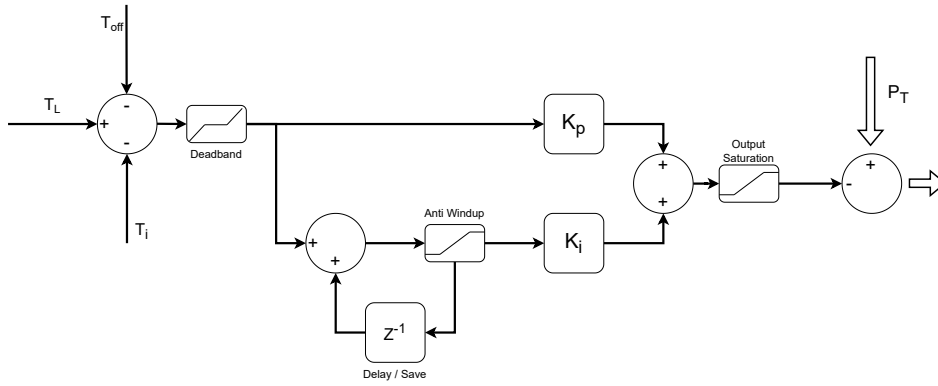 T_off
-
T_L
+
-
Deadband
T_i
K_p
Output
Saturation
P_T
+
+
+
-
Anti Windup
+
+
K_i
Z^-1
Delay / Save